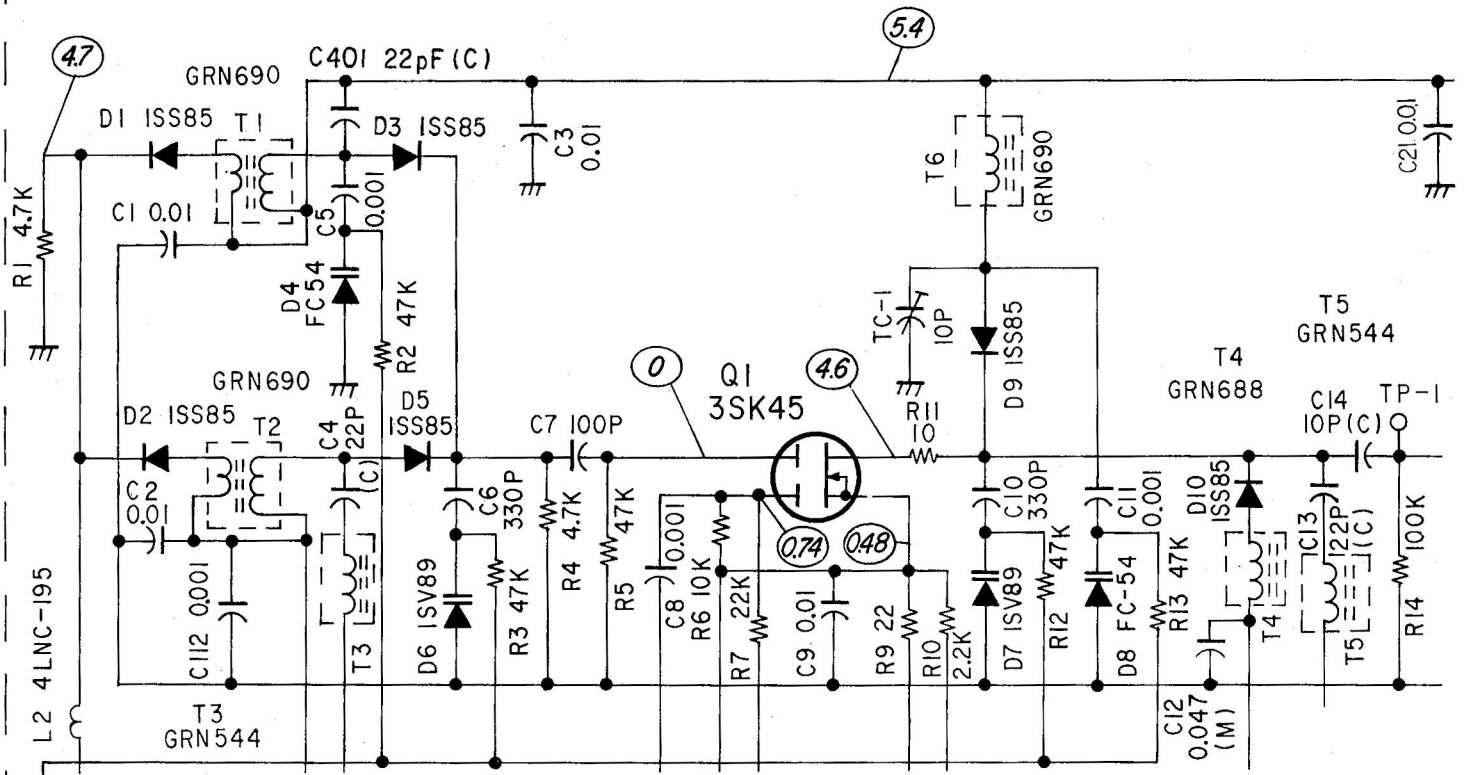 4.7
C401 22pF (C)
GRN690
5.4
D1 1SS85
T1
D3 1SS85
C3
0.01
C21 0.01
T6
GRN690
R1 4.7K
C1 0.01
C5
0.001
D4
FC54
R2 47K
TC-1
10P
D9 1SS85
T5
GRN544
T4
GRN688
GRN690
0
Q1
3SK45
4.6
R11
10
C14
10P(C)
TP-1
D2 1SS85
T2
C4
22P
(C)
D5
1SS85
C7 100P
C2
0.01
C6
330P
R4 4.7K
R5 47K
0.74
0.48
C10
330P
C11
0.001
D10
1SS85
C13
22P
(C)
100K
R14
C112 0.001
T3
D6 1SV89
R3 47K
C8 0.001
R6 10K
R7 22K
C9 0.01
R9 22
R10
2.2K
D7 1SV89
R12 47K
D8 FC-54
R13 47K
T4
T5
L2 4LNC-195
T3
GRN544
C12
0.047
(M)